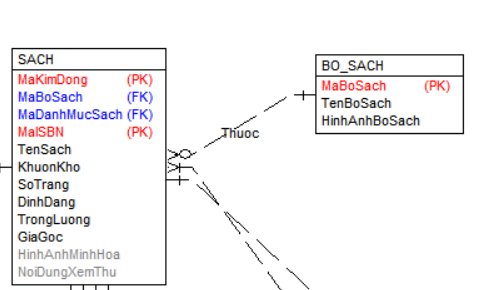 SACH
MaKimDong (PK)
MaBoSach (FK)
MaDanhMucSach (FK)
MaISBN (PK)
TenSach
KhuonKho
SoTrang
DinhDang
TrongLuong
GiaGoc
HinhAnhMinhHoa
NoiDungXemThu
Thuoc
BO_SACH
MaBoSach (PK)
TenBoSach
HinhAnhBoSach